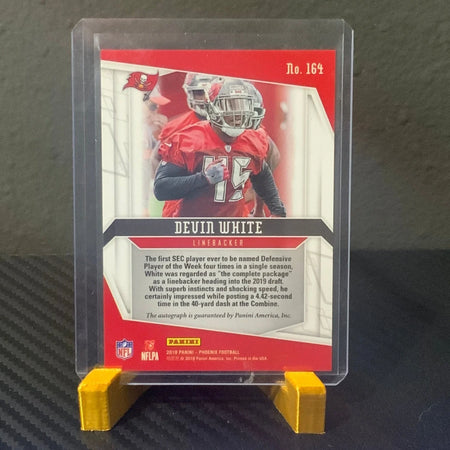 No. 164
45
DEVIN WHITE
LINEBACKER
The first SEC player ever to be named Defensive
Player of the Week four times in a single season,
White was regarded as "the complete package"
as a linebacker heading into the 2019 draft.
With superb instincts and shocking speed, he
certainly impressed while posting a 4.42-second
time in the 40-yard dash at the Combine.
The autograph is guaranteed by Panini America, Inc.
NFL
NFLPA
PANINI
2019 PANINI - PHOENIX FOOTBALL
© 2019 Panini America, Inc. Printed in the USA.